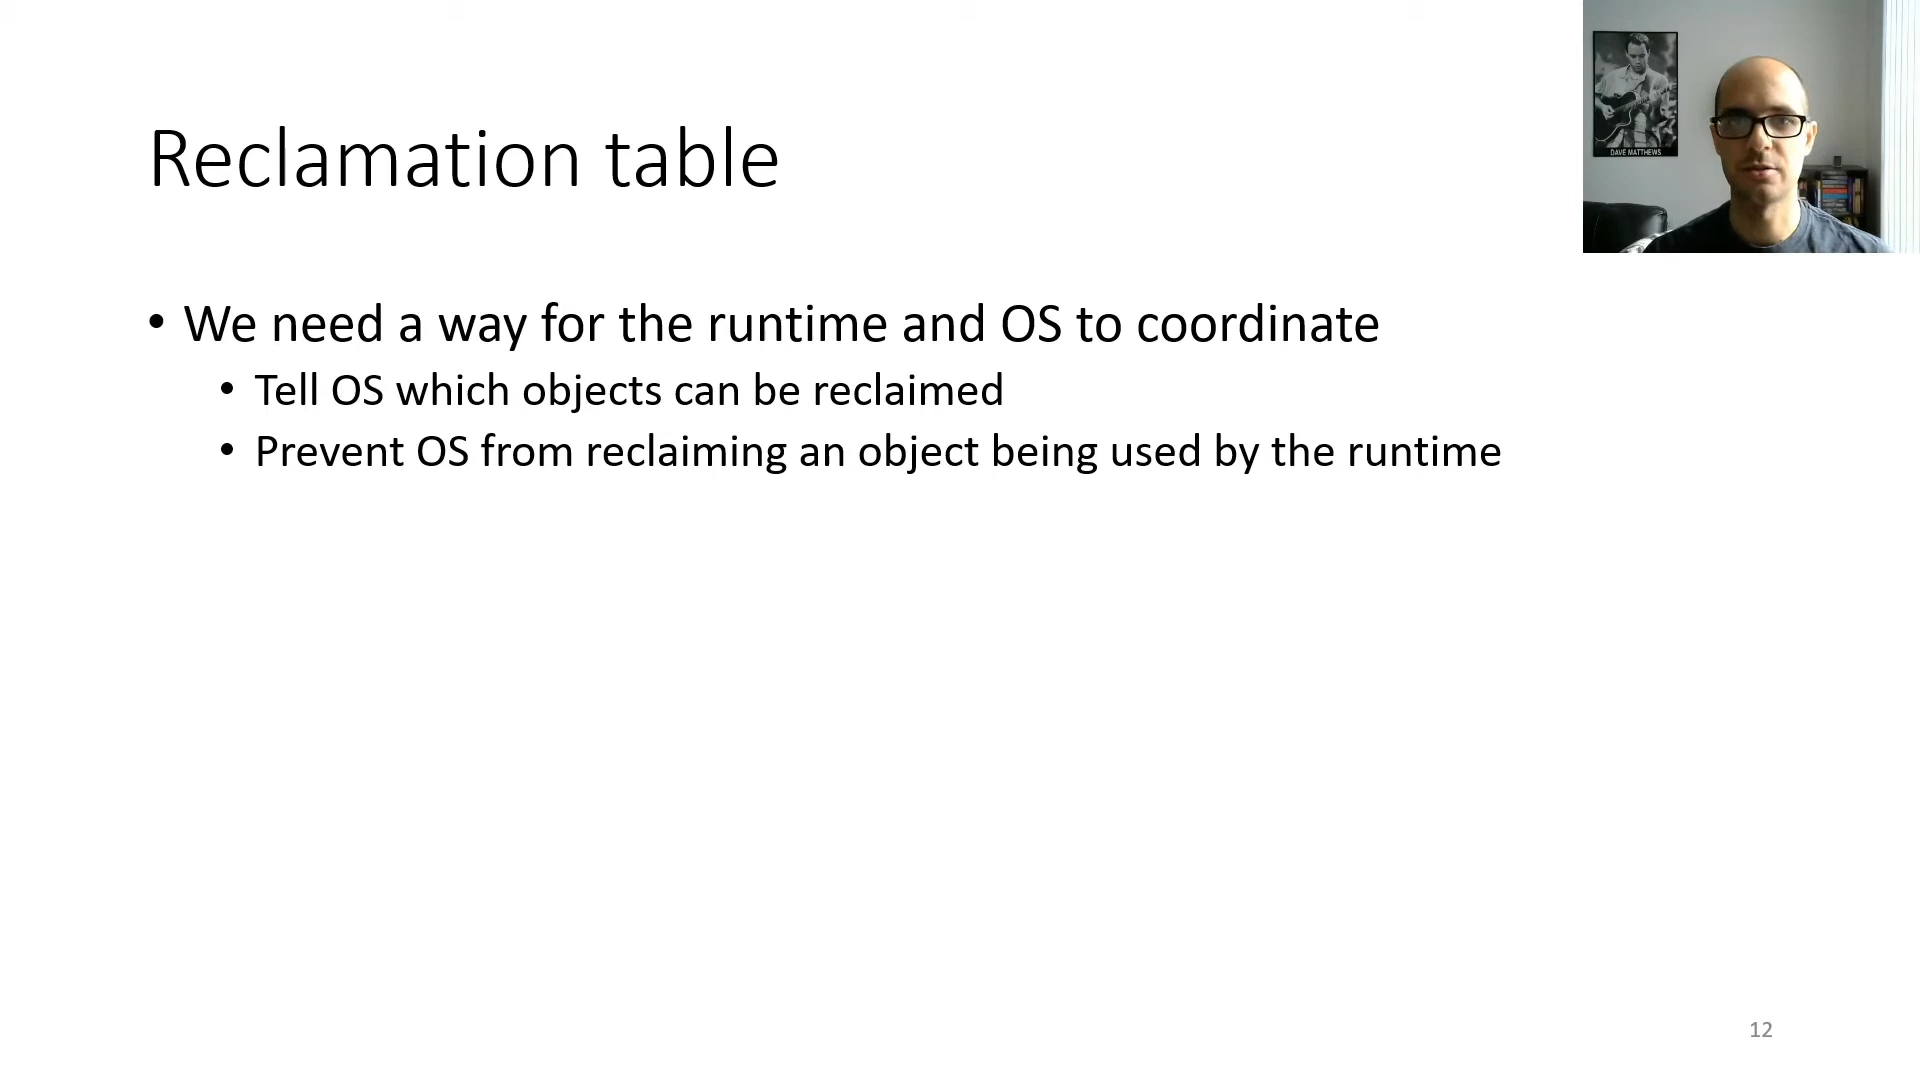 Reclamation table
• We need a way for the runtime and OS to coordinate
• Tell OS which objects can be reclaimed
• Prevent OS from reclaiming an object being used by the runtime
DAVE MATTHEWS
12